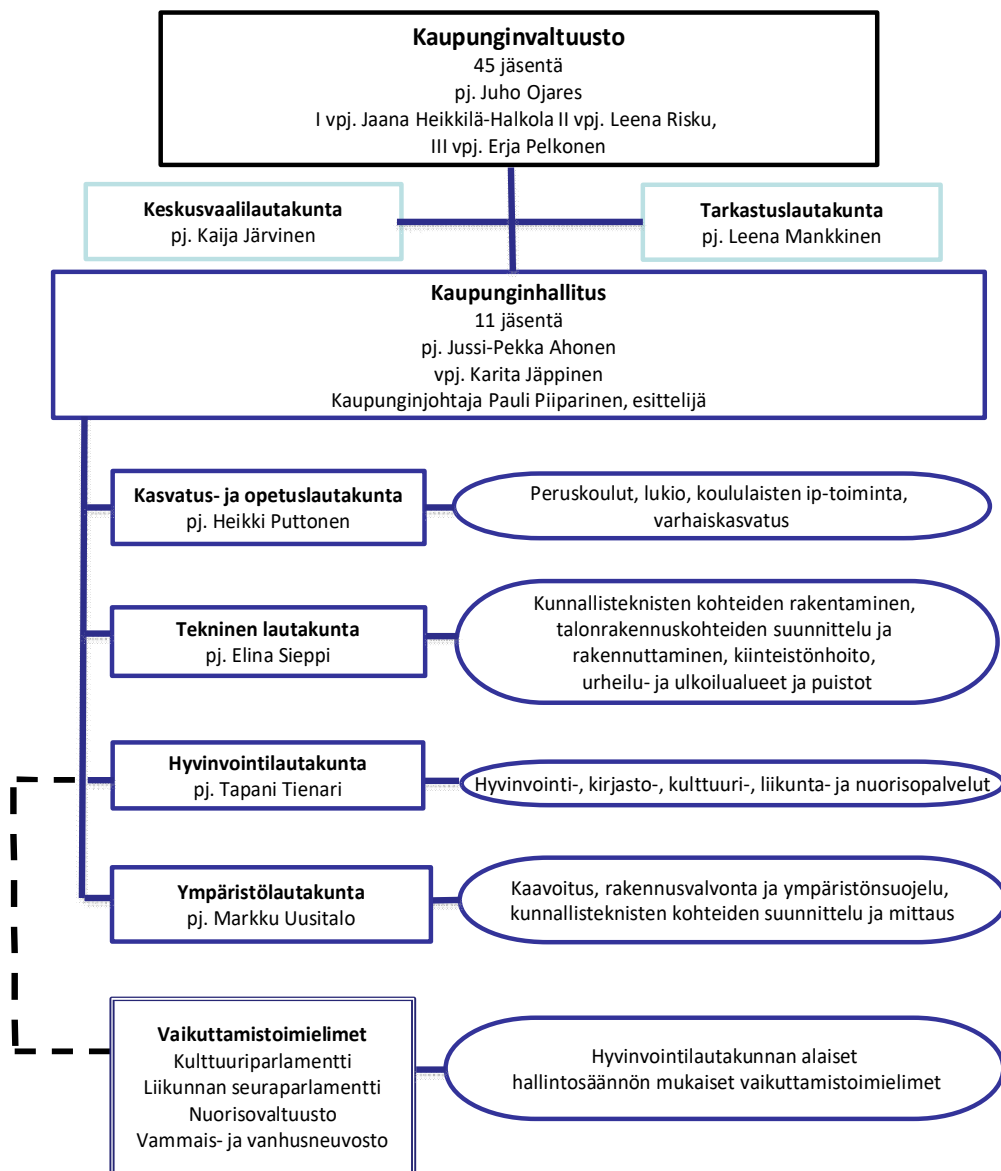 Kaupunginvaltuusto
45 jäsentä
pj. Juho Ojares
I vpj. Jaana Heikkilä-Halkola II vpj. Leena Risku,
III vpj. Erja Pelkonen
Keskusvaalilautakunta
pj. Kaija Järvinen
Tarkastuslautakunta
pj. Leena Mankkinen
Kaupunginhallitus
11 jäsentä
pj. Jussi-Pekka Ahonen
vpj. Karita Jäppinen
Kaupunginjohtaja Pauli Piiparinen, esittelijä
Kasvatus- ja opetuslautakunta
pj. Heikki Puttonen
Peruskoulut, lukio, koululaisten ip-toiminta,
varhaiskasvatus
Tekninen lautakunta
pj. Elina Sieppi
Kunnallisteknisten kohteiden rakentaminen,
talonrakennuskohteiden suunnittelu ja
rakennuttaminen, kiinteistönhoito,
urheilu- ja ulkoilualueet ja puistot
Hyvinvointilautakunta
pj. Tapani Tienari
Hyvinvointi-, kirjasto-, kulttuuri-, liikunta- ja nuorisopalvelut
Ympäristölautakunta
pj. Markku Uusitalo
Kaavoitus, rakennusvalvonta ja ympäristönsuojelu,
kunnallisteknisten kohteiden suunnittelu ja mittaus
Vaikuttamistoimielimet
Kulttuuriparlamentti
Liikunnan seuraparlamentti
Nuorisovaltuusto
Vammais- ja vanhusneuvosto
Hyvinvointilautakunnan alaiset
hallintosäännön mukaiset vaikuttamistoimielimet